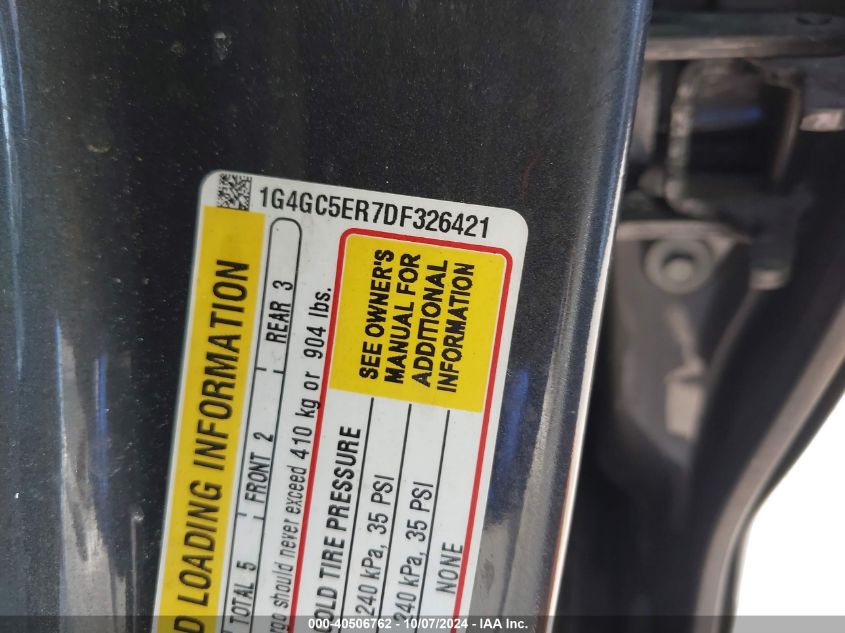 1G4GC5ER7DF326421
D LOADING INFORMATION
TOTAL 5 FRONT 2 REAR 3
should never exceed 410 kg or 904 lbs.
OLD TIRE PRESSURE
240 kPa, 35 PSI
240 kPa, 35 PSI
NONE
SEE OWNER'S
MANUAL FOR
ADDITIONAL
INFORMATION
000-40506762 - 10/07/2024 - IAA Inc.